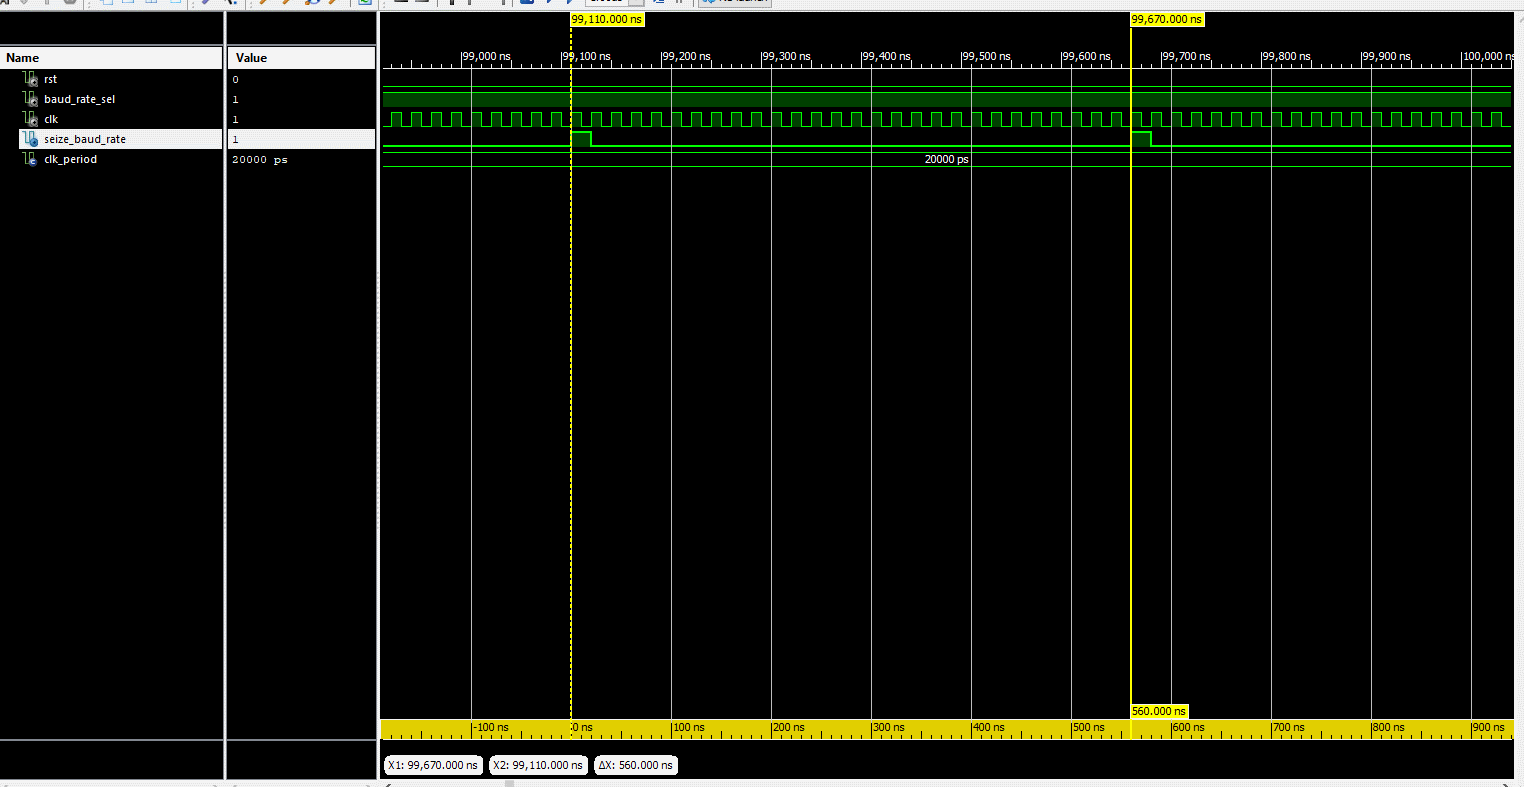 99,110.000 ns 99,670.000 ns
Name Value 99,000 ns 99,100 ns 99,200 ns 99,300 ns 99,400 ns 99,500 ns 99,600 ns 99,700 ns 99,800 ns 99,900 ns 100,000 ns
rst 0
baud_rate_sel 1
clk 1
seize_baud_rate 1
clk_period 20000 ps 20000 ps
560.000 ns
-100 ns 0 ns 100 ns 200 ns 300 ns 400 ns 500 ns 600 ns 700 ns 800 ns 900 ns
X1: 99,670.000 ns X2: 99,110.000 ns ΔX: 560.000 ns